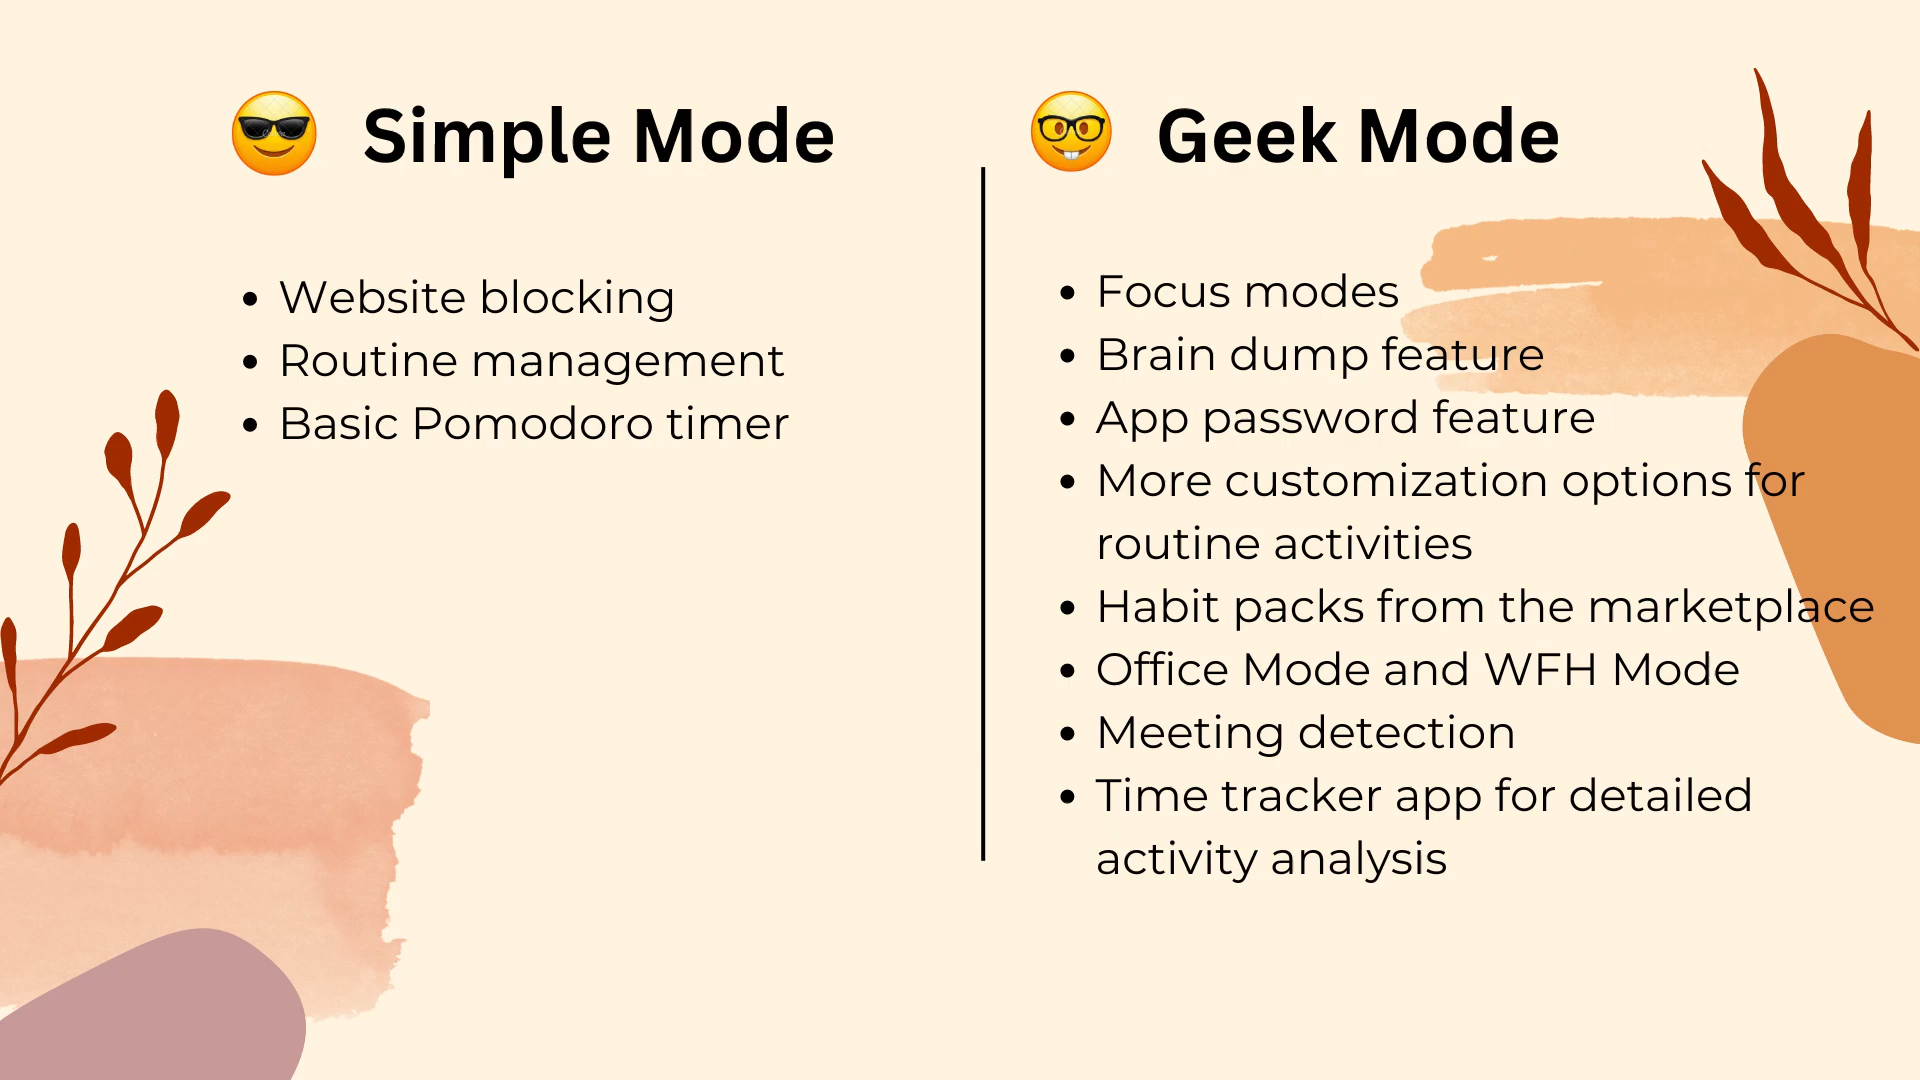 😎 Simple Mode
• Website blocking
• Routine management
• Basic Pomodoro timer
🤓 Geek Mode
• Focus modes
• Brain dump feature
• App password feature
• More customization options for
routine activities
• Habit packs from the marketplace
• Office Mode and WFH Mode
• Meeting detection
• Time tracker app for detailed
activity analysis